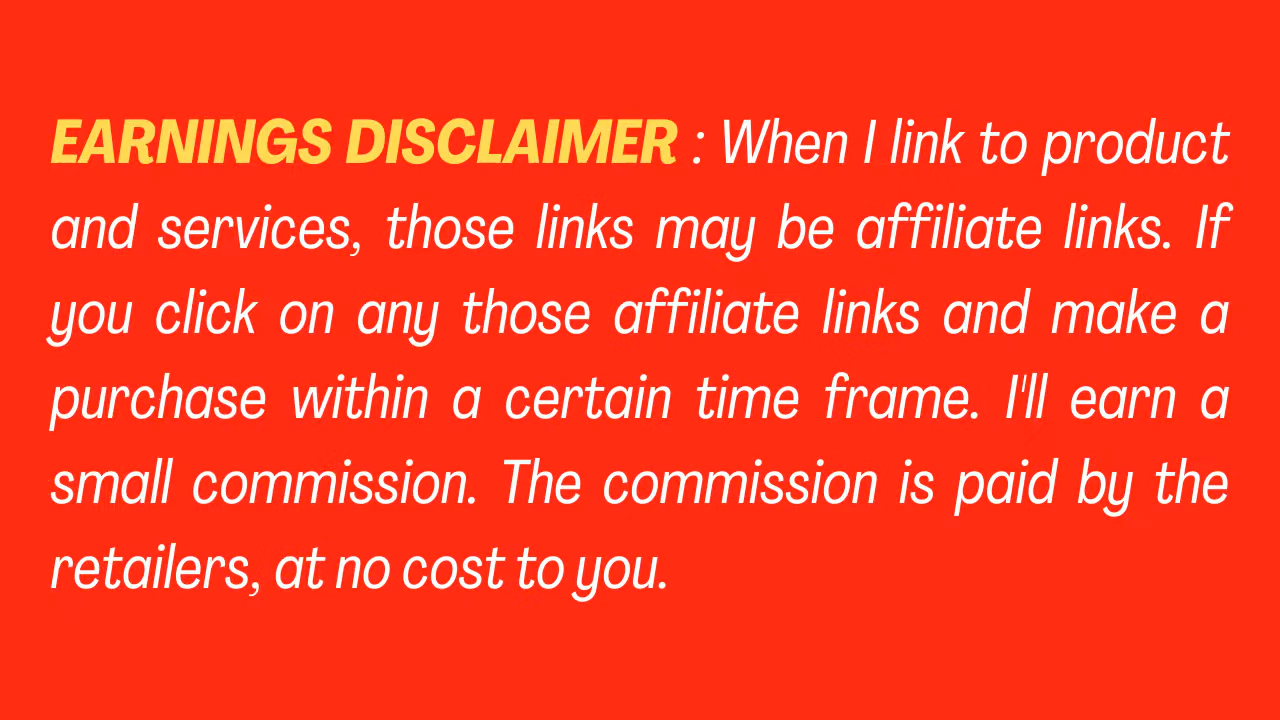 EARNINGS DISCLAIMER : When I link to product
and services, those links may be affiliate links. If
you click on any those affiliate links and make a
purchase within a certain time frame. I'll earn a
small commission. The commission is paid by the
retailers, at no cost to you.